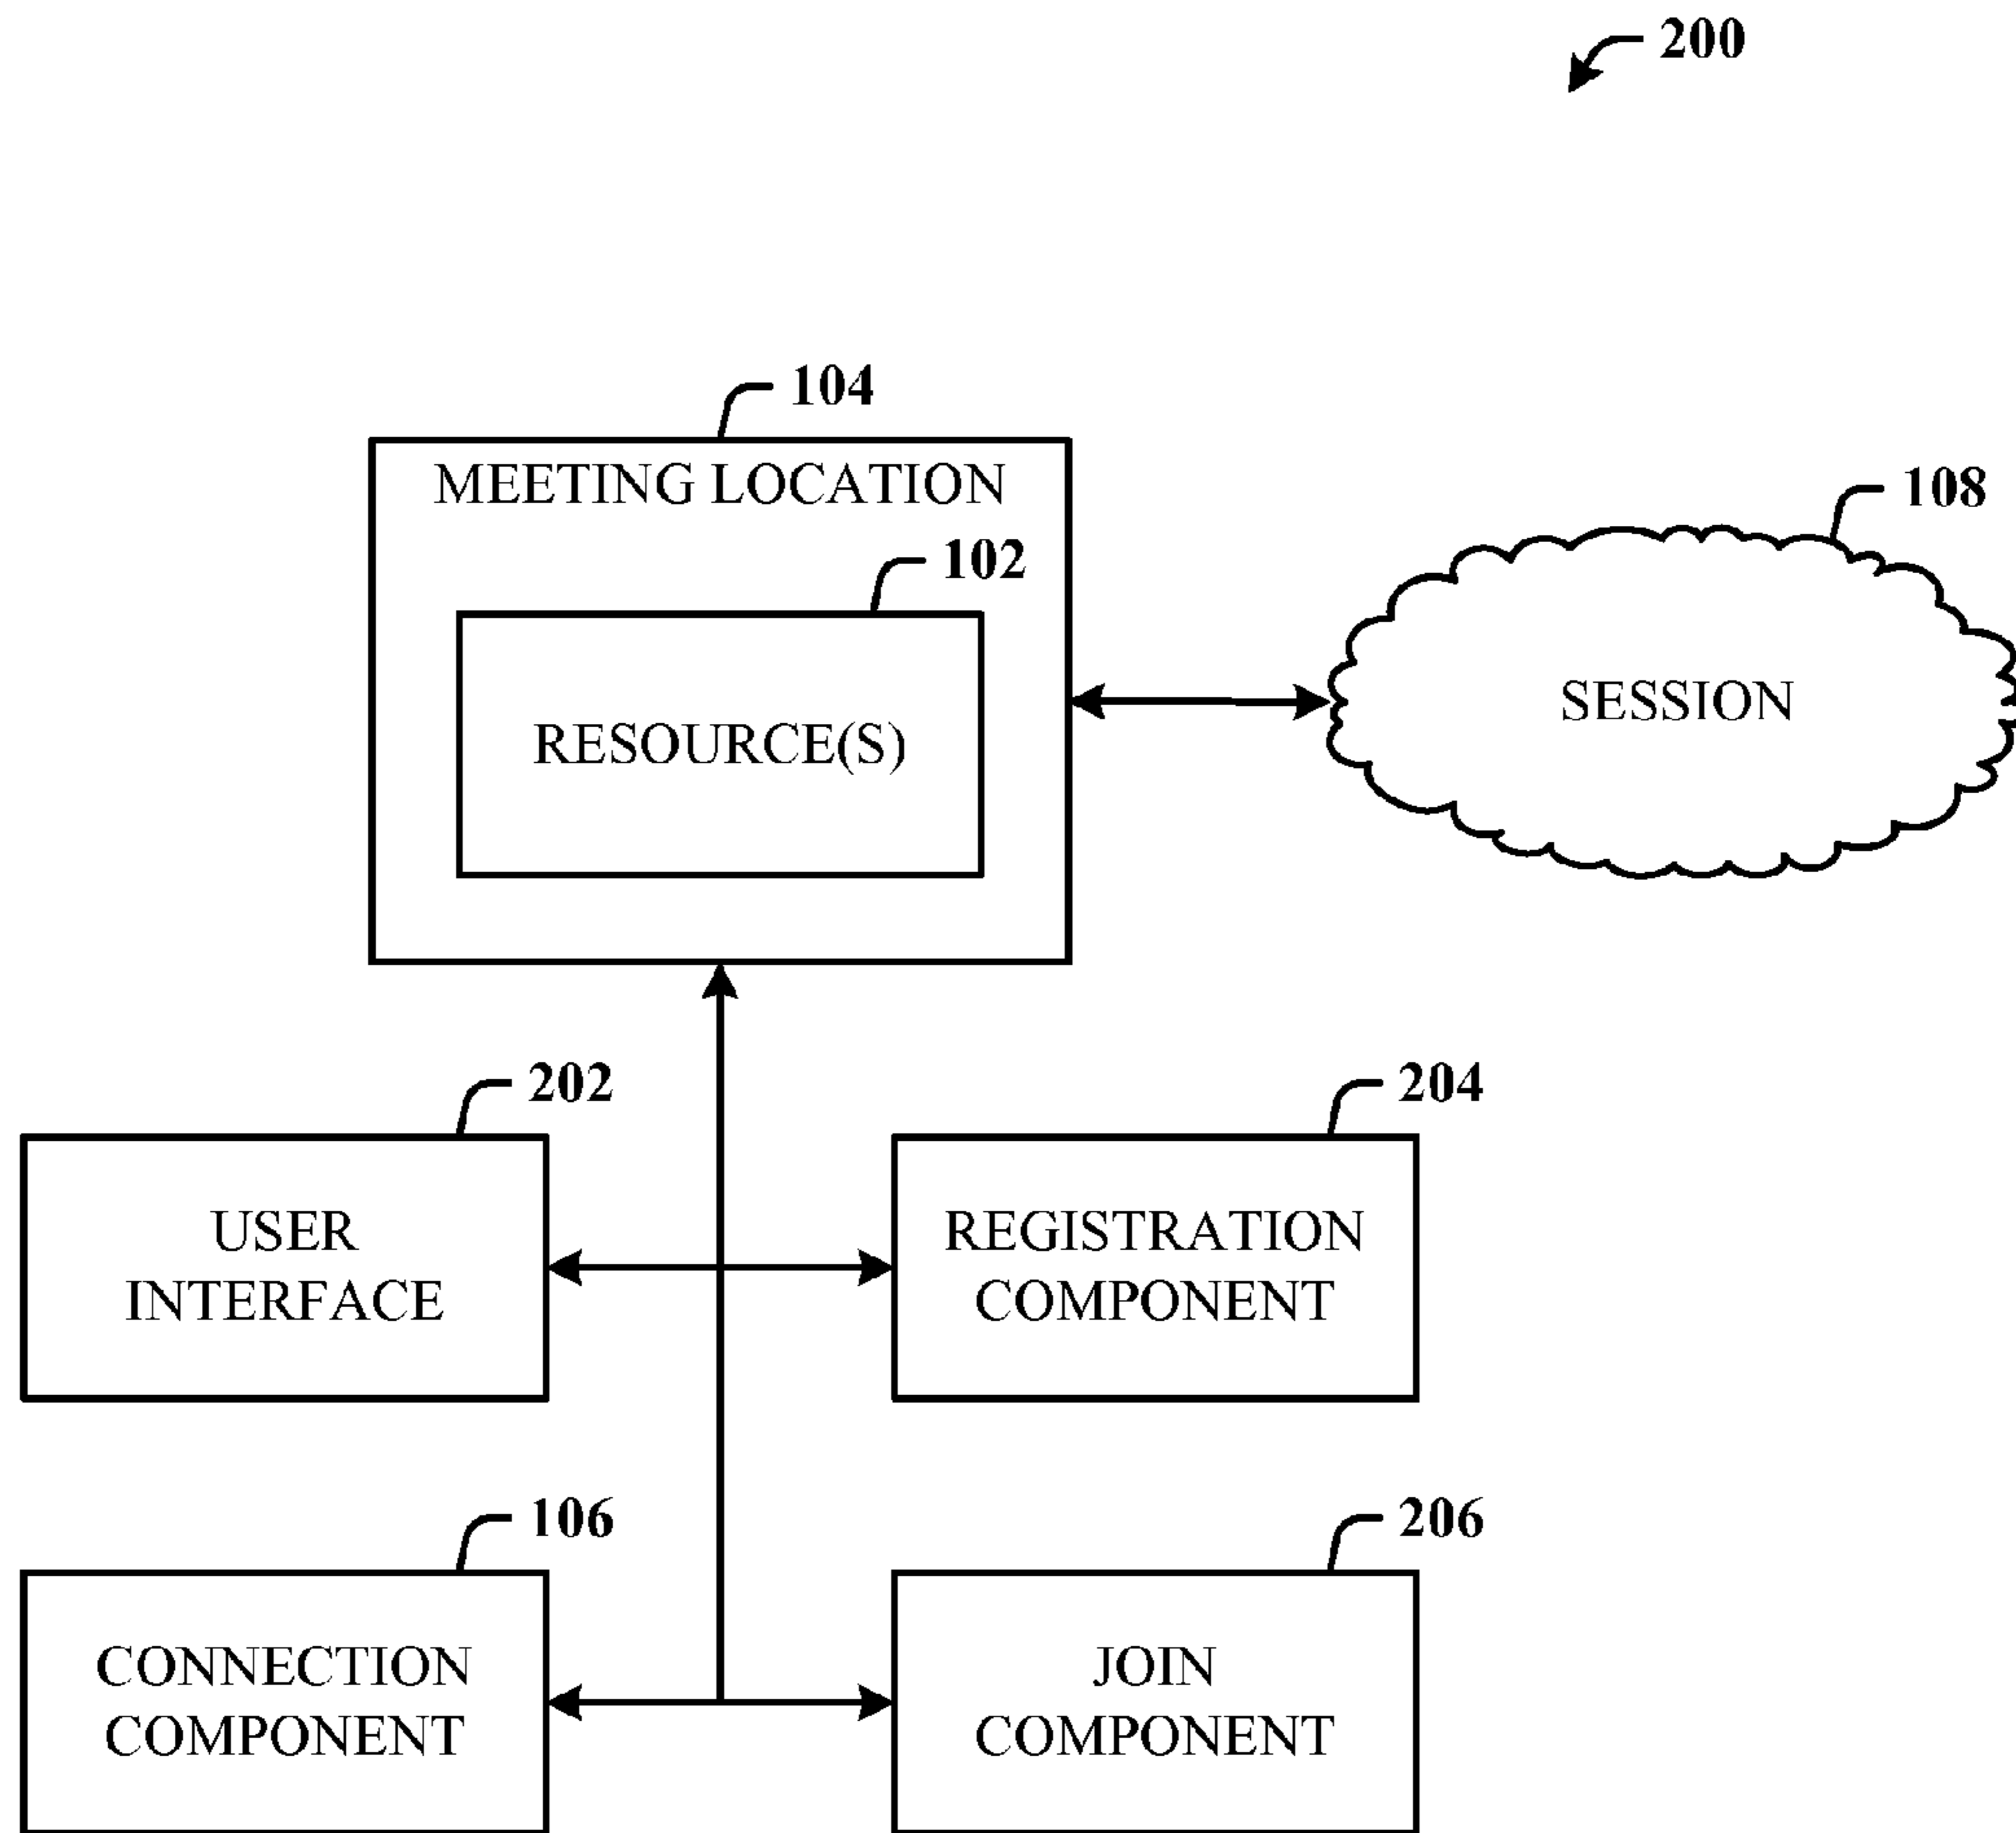 200
104
MEETING LOCATION
108
102
SESSION
RESOURCE(S)
202
204
USER
INTERFACE
REGISTRATION
COMPONENT
106
206
CONNECTION
COMPONENT
JOIN
COMPONENT